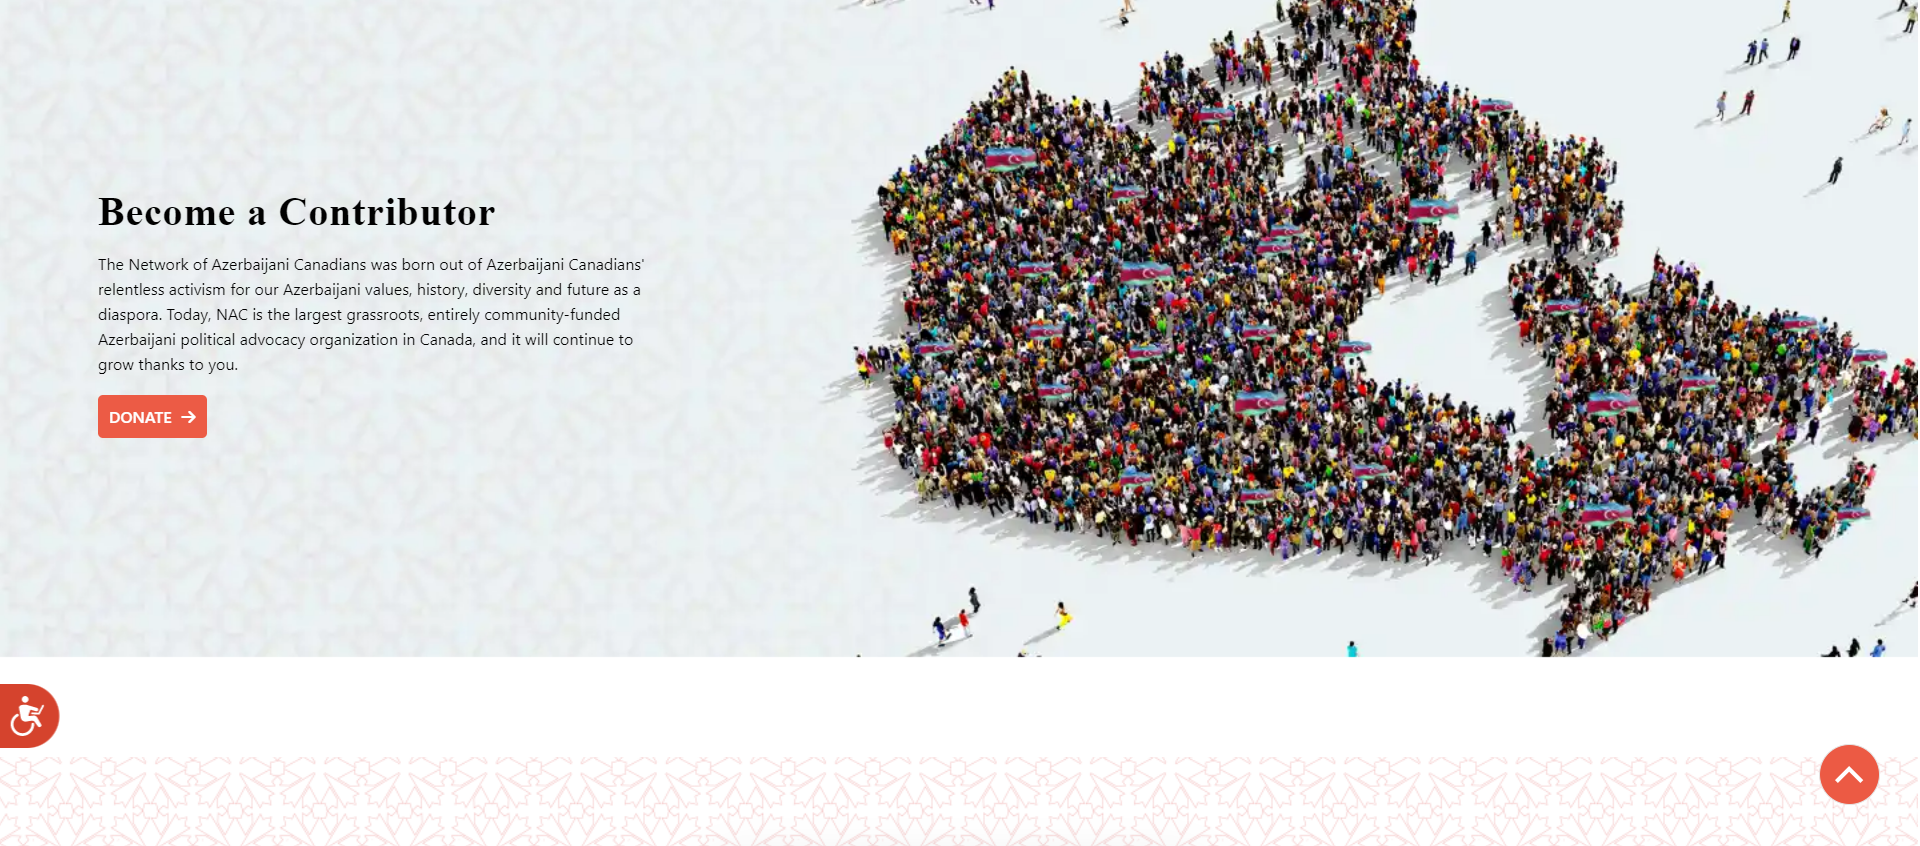 Become a Contributor
The Network of Azerbaijani Canadians was born out of Azerbaijani Canadians'
relentless activism for our Azerbaijani values, history, diversity and future as a
diaspora. Today, NAC is the largest grassroots, entirely community-funded
Azerbaijani political advocacy organization in Canada, and it will continue to
grow thanks to you.
DONATE